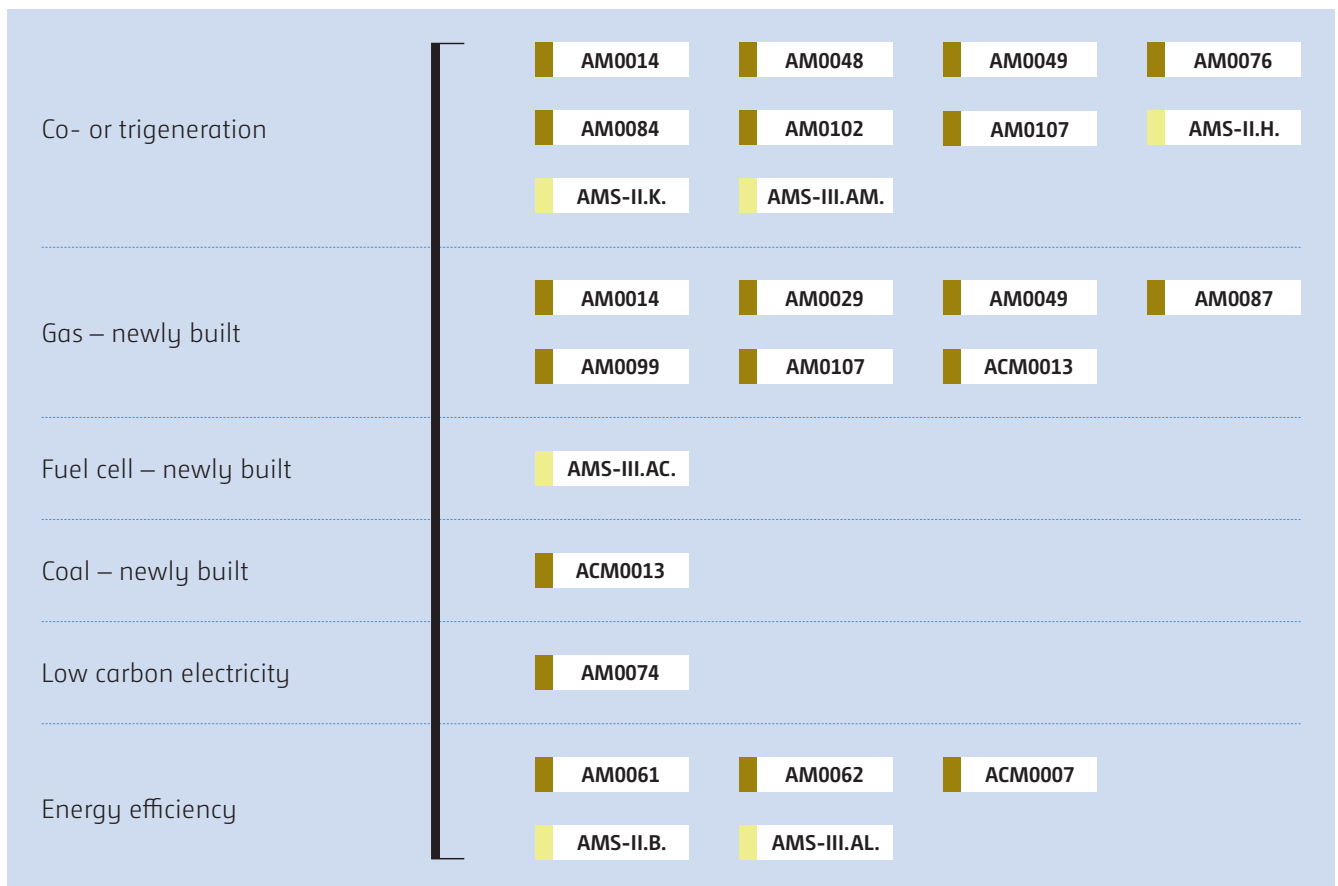 Co- or trigeneration
AM0014 AM0048 AM0049 AM0076
AM0084 AM0102 AM0107 AMS-II.H.
AMS-II.K. AMS-III.AM.
Gas – newly built
AM0014 AM0029 AM0049 AM0087
AM0099 AM0107 ACM0013
Fuel cell – newly built
AMS-III.AC.
Coal – newly built
ACM0013
Low carbon electricity
AM0074
Energy efficiency
AM0061 AM0062 ACM0007
AMS-II.B. AMS-III.AL.